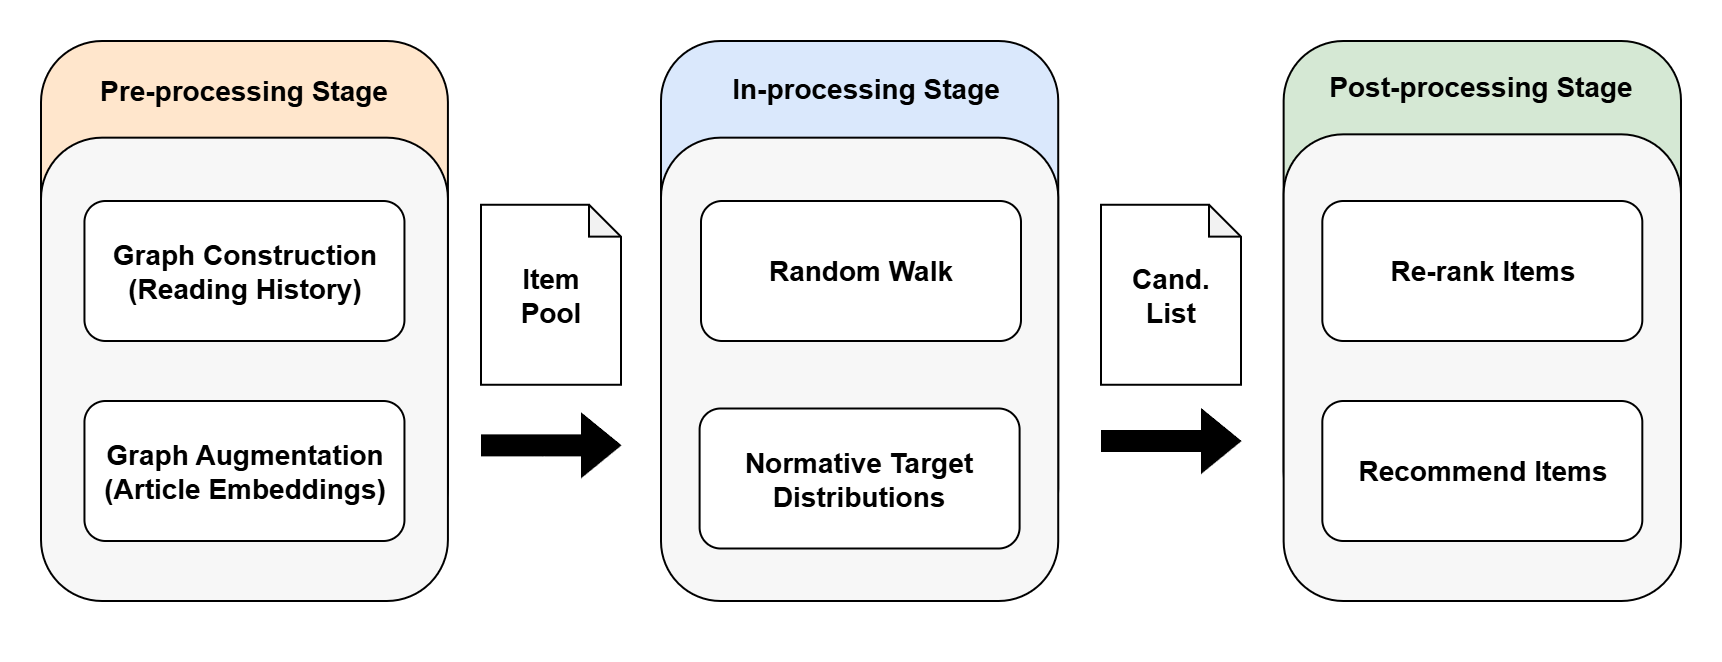 Pre-processing Stage
Graph Construction
(Reading History)
Graph Augmentation
(Article Embeddings)
Item
Pool
In-processing Stage
Random Walk
Normative Target
Distributions
Cand.
List
Post-processing Stage
Re-rank Items
Recommend Items